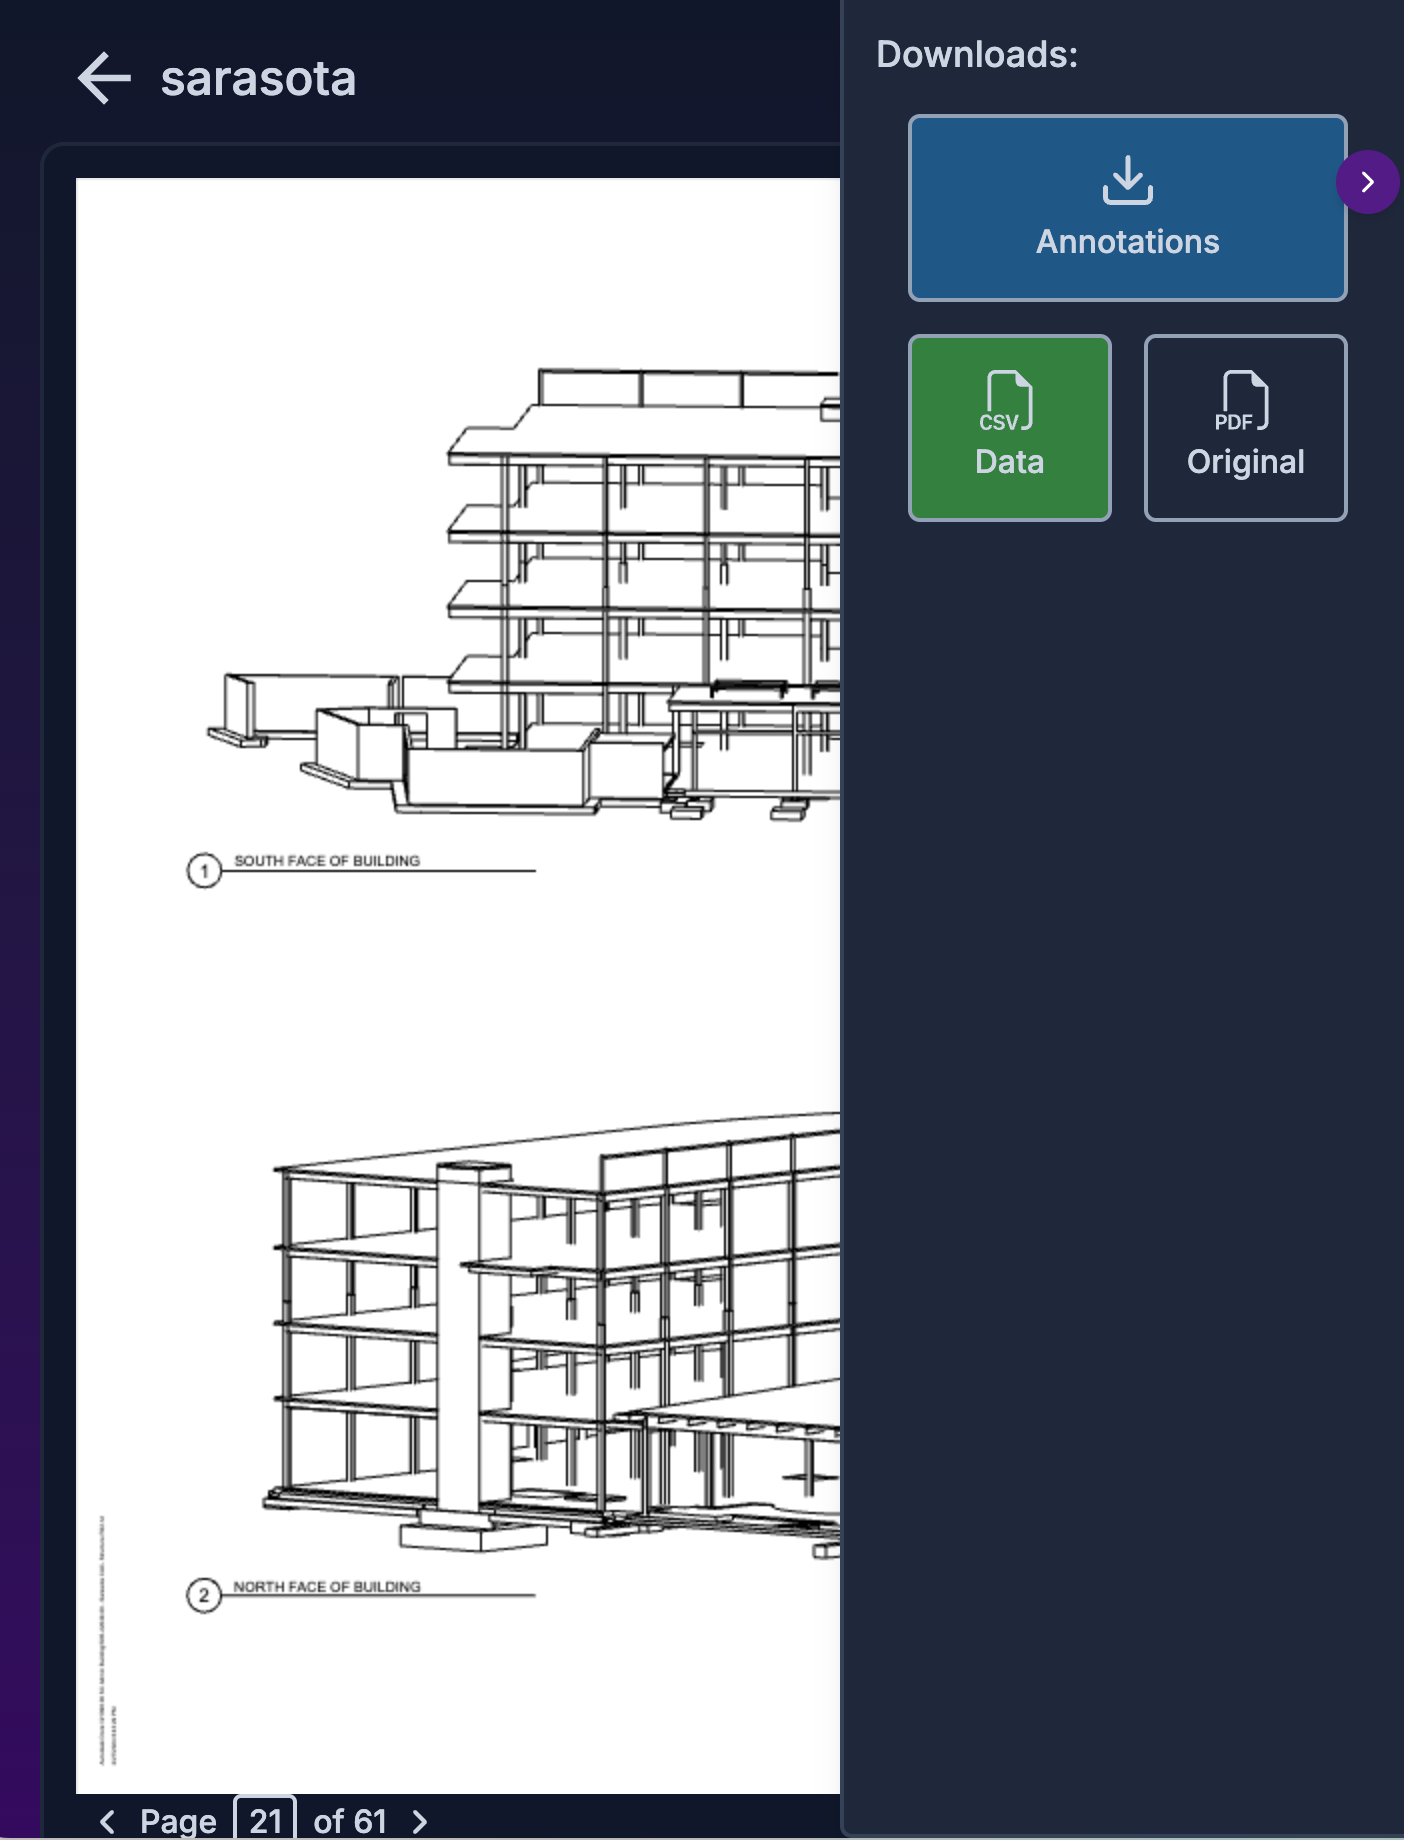 sarasota
Downloads:
Annotations
CSV
Data
PDF
Original
1
SOUTH FACE OF BUILDING
2
NORTH FACE OF BUILDING
Page 21 of 61